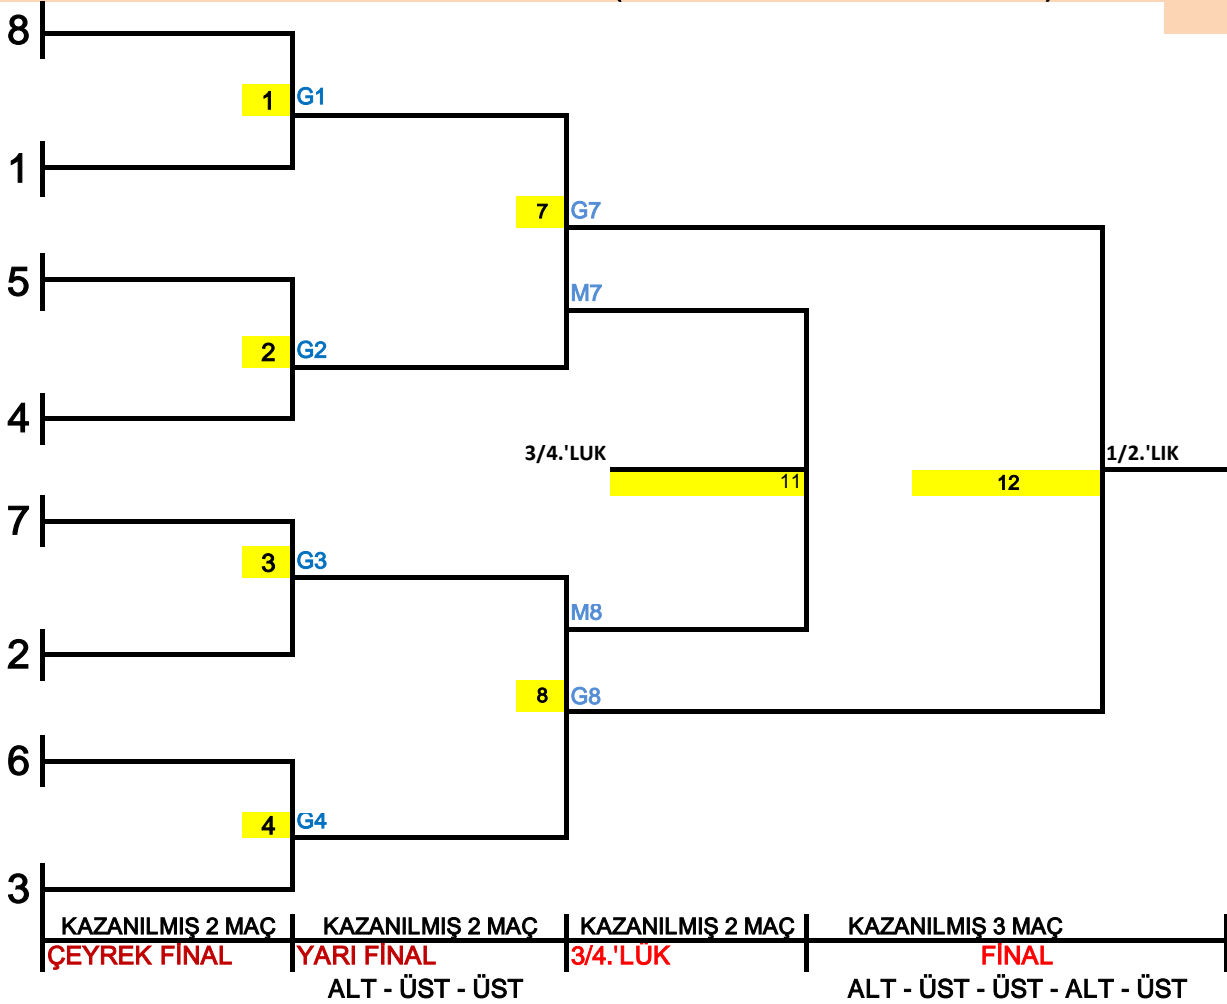 8
1 G1
1
7 G7
5
M7
2 G2
4
3/4.'LUK 1/2.'LIK
11 12
7
3 G3
M8
2
8 G8
6
4 G4
3
KAZANILMIŞ 2 MAÇ KAZANILMIŞ 2 MAÇ KAZANILMIŞ 2 MAÇ KAZANILMIŞ 3 MAÇ
ÇEYREK FİNAL YARI FİNAL 3/4.'LÜK FİNAL
ALT - ÜST - ÜST ALT - ÜST - ÜST - ALT - ÜST